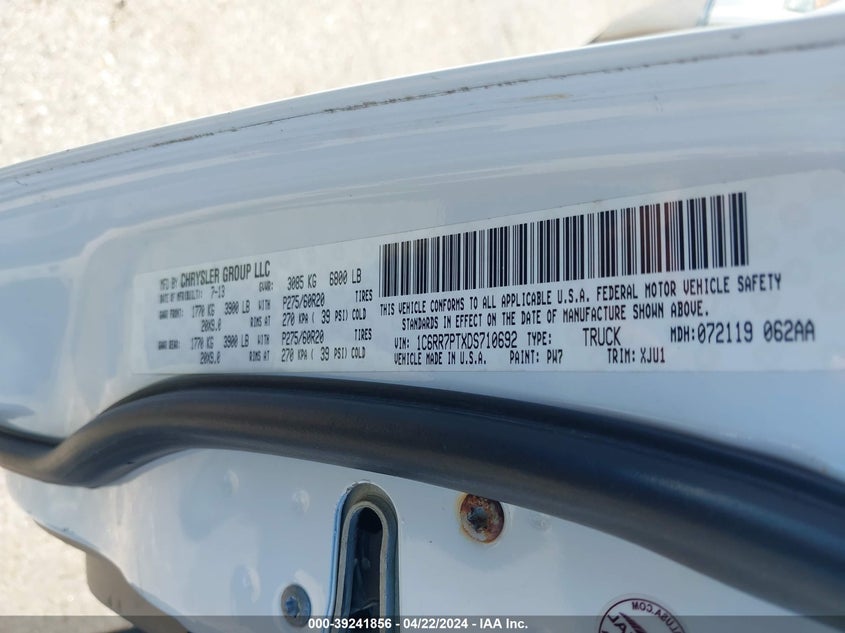 MFD BY: CHRYSLER GROUP LLC
DATE OF MFR(BUILT): 7-13 GVWR: 3085 KG 6800 LB
GAWR FRONT: 1770 KG 3900 LB WITH P275/60R20 TIRES
20X9.0 RIMS AT 270 KPA ( 39 PSI) COLD
GAWR REAR: 1770 KG 3900 LB WITH P275/60R20 TIRES
20X9.0 RIMS AT 270 KPA ( 39 PSI) COLD
THIS VEHICLE CONFORMS TO ALL APPLICABLE U.S.A. FEDERAL MOTOR VEHICLE SAFETY
STANDARDS IN EFFECT ON THE DATE OF MANUFACTURE SHOWN ABOVE.
VIN: 1C6RR7PTXDS710692 TYPE: TRUCK MDH:072119 062AA
VEHICLE MADE IN U.S.A. PAINT: PW7 TRIM: XJU1
000-39241856 / 04/22/2024 - IAA Inc.